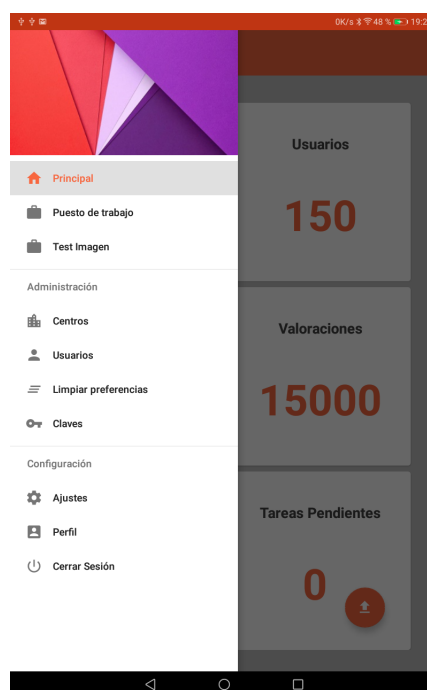 0K/s 48 % 19:2
Principal
Puesto de trabajo
Test Imagen
Administración
Centros
Usuarios
Limpiar preferencias
Claves
Configuración
Ajustes
Perfil
Cerrar Sesión
Usuarios
150
Valoraciones
15000
Tareas Pendientes
0